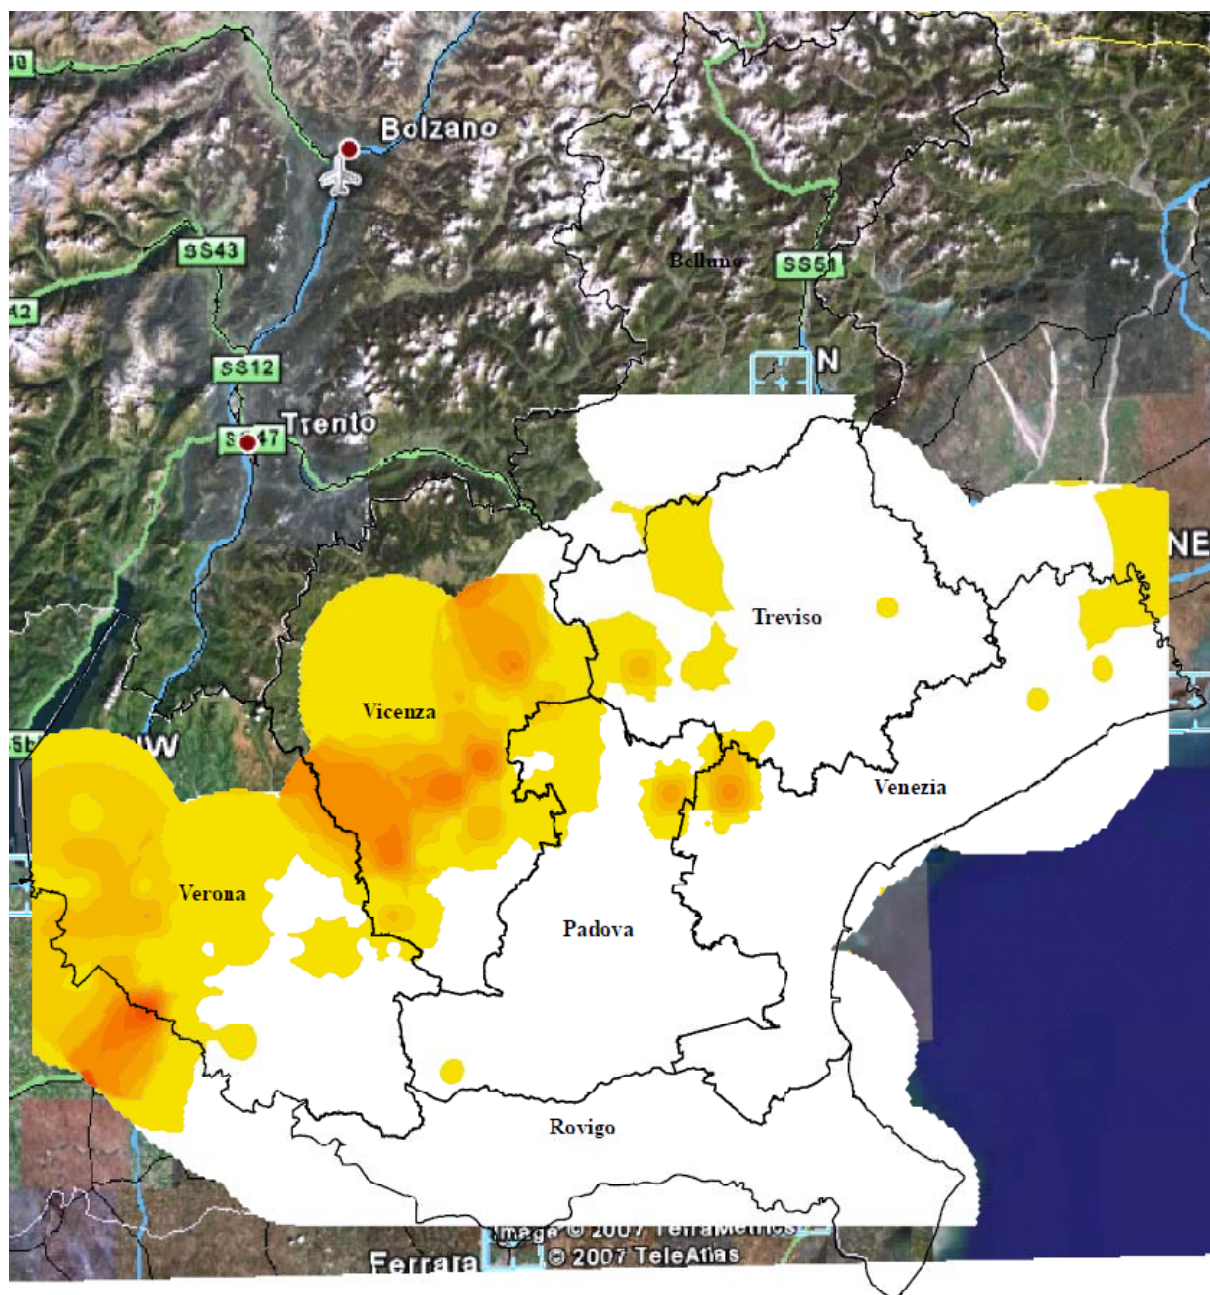 Bolzano
SS43
Belluno
SS51
N
SS12
Trento
NE
Treviso
Vicenza
NW
Venezia
Verona
Padova
Rovigo
Image © 2007 TerraMetrics
© 2007 TeleAtlas
Ferrara